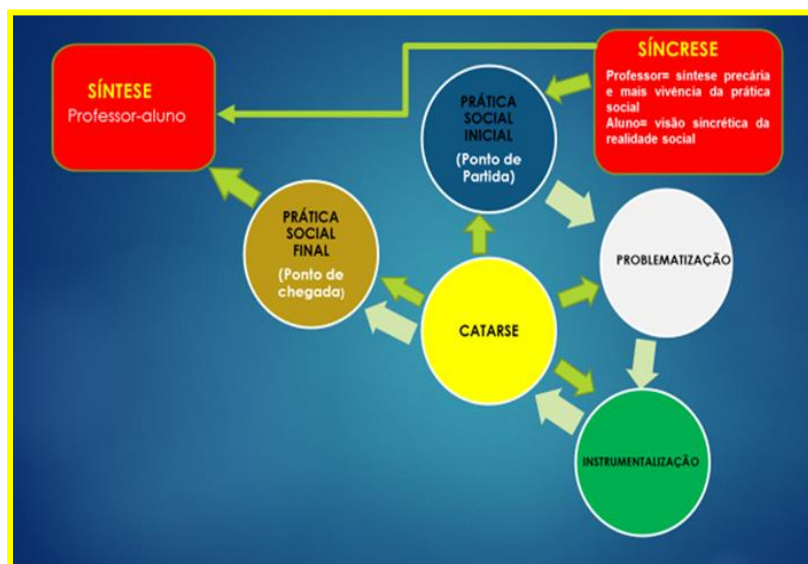 SÍNTESE
Professor-aluno
SÍNCRESE
Professor= síntese precária
e mais vivência da prática
social
Aluno= visão sincrética da
realidade social
PRÁTICA
SOCIAL
INICIAL
(Ponto de
Partida)
PRÁTICA
SOCIAL
FINAL
(Ponto de
chegada)
PROBLEMATIZAÇÃO
CATARSE
INSTRUMENTALIZAÇÃO